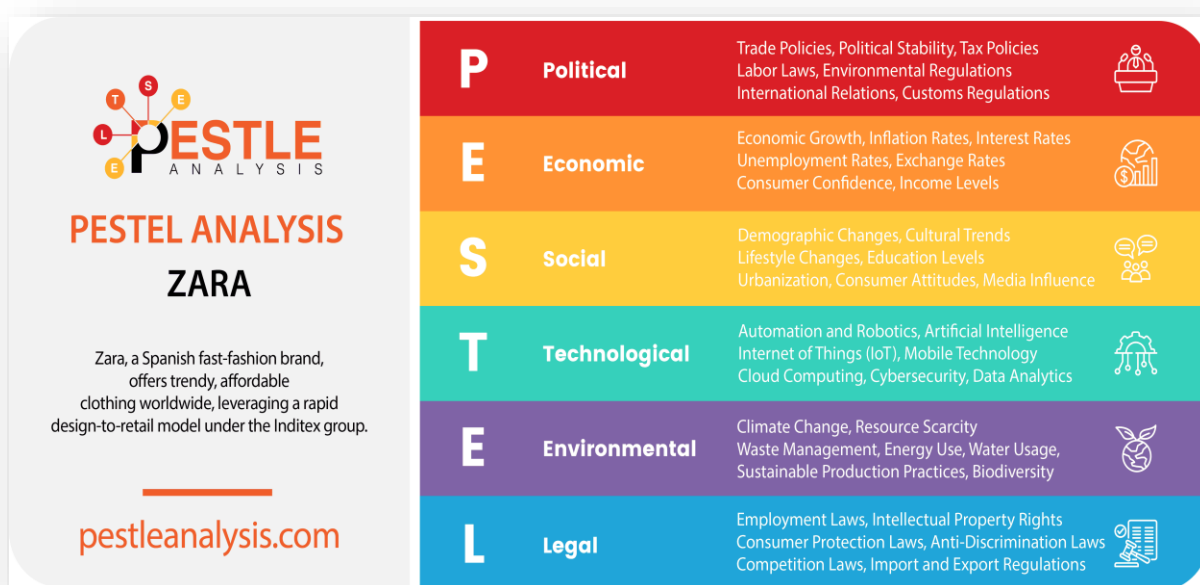 S
T
E
L
E
PESTLE
ANALYSIS
PESTEL ANALYSIS
ZARA
Zara, a Spanish fast-fashion brand,
offers trendy, affordable
clothing worldwide, leveraging a rapid
design-to-retail model under the Inditex group.
pestleanalysis.com
P
Political
Trade Policies, Political Stability, Tax Policies
Labor Laws, Environmental Regulations
International Relations, Customs Regulations
E
Economic
Economic Growth, Inflation Rates, Interest Rates
Unemployment Rates, Exchange Rates
Consumer Confidence, Income Levels
S
Social
Demographic Changes, Cultural Trends
Lifestyle Changes, Education Levels
Urbanization, Consumer Attitudes, Media Influence
T
Technological
Automation and Robotics, Artificial Intelligence
Internet of Things (IoT), Mobile Technology
Cloud Computing, Cybersecurity, Data Analytics
E
Environmental
Climate Change, Resource Scarcity
Waste Management, Energy Use, Water Usage,
Sustainable Production Practices, Biodiversity
L
Legal
Employment Laws, Intellectual Property Rights
Consumer Protection Laws, Anti-Discrimination Laws
Competition Laws, Import and Export Regulations